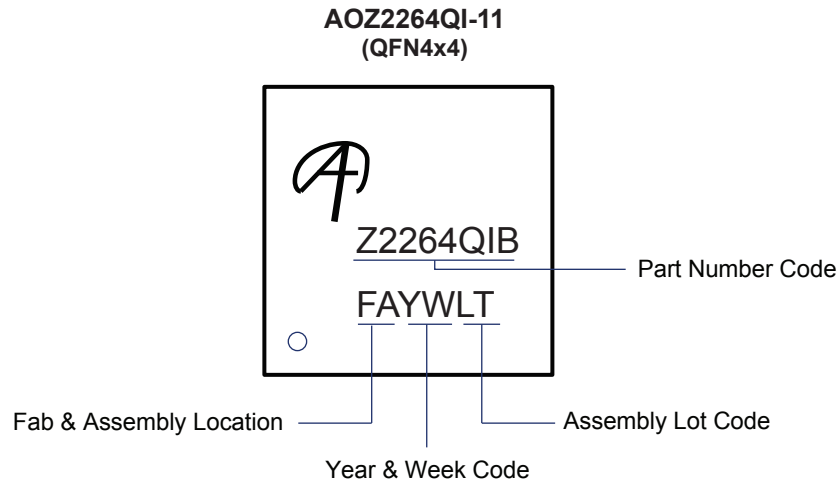 AOZ2264QI-11
(QFN4x4)
Z2264QIB
Part Number Code
FAYWLT
Fab & Assembly Location
Assembly Lot Code
Year & Week Code